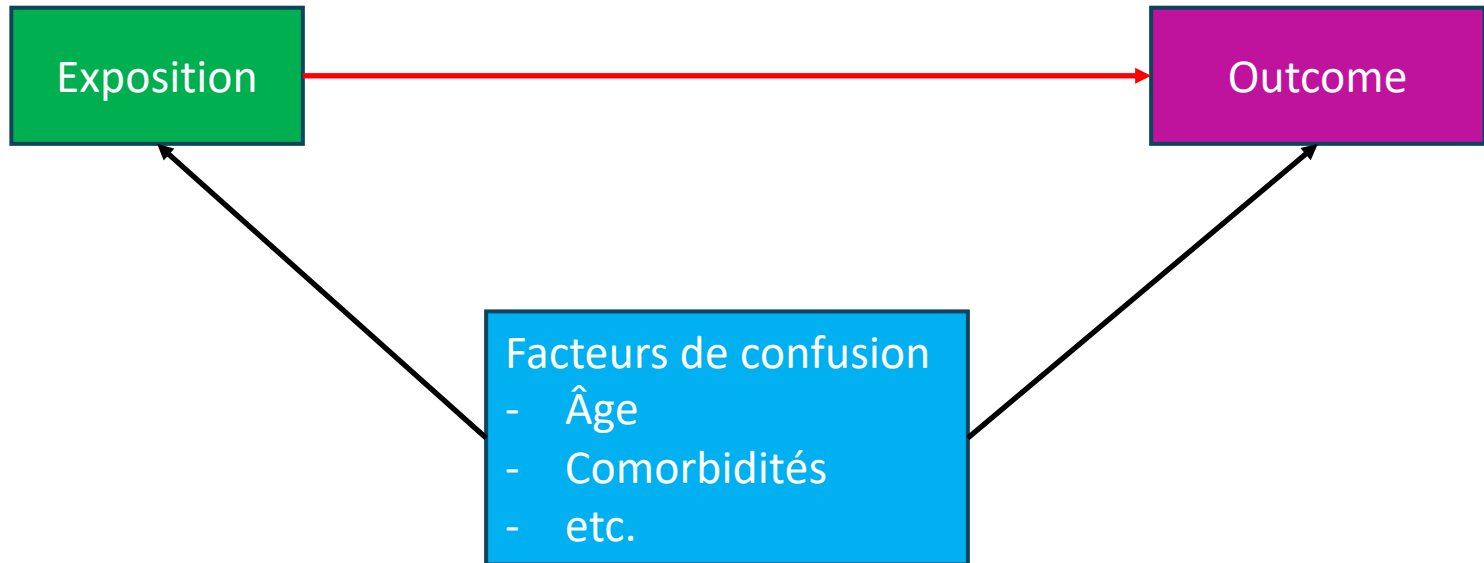 Exposition
Outcome
Facteurs de confusion
- Âge
- Comorbidités
- etc.